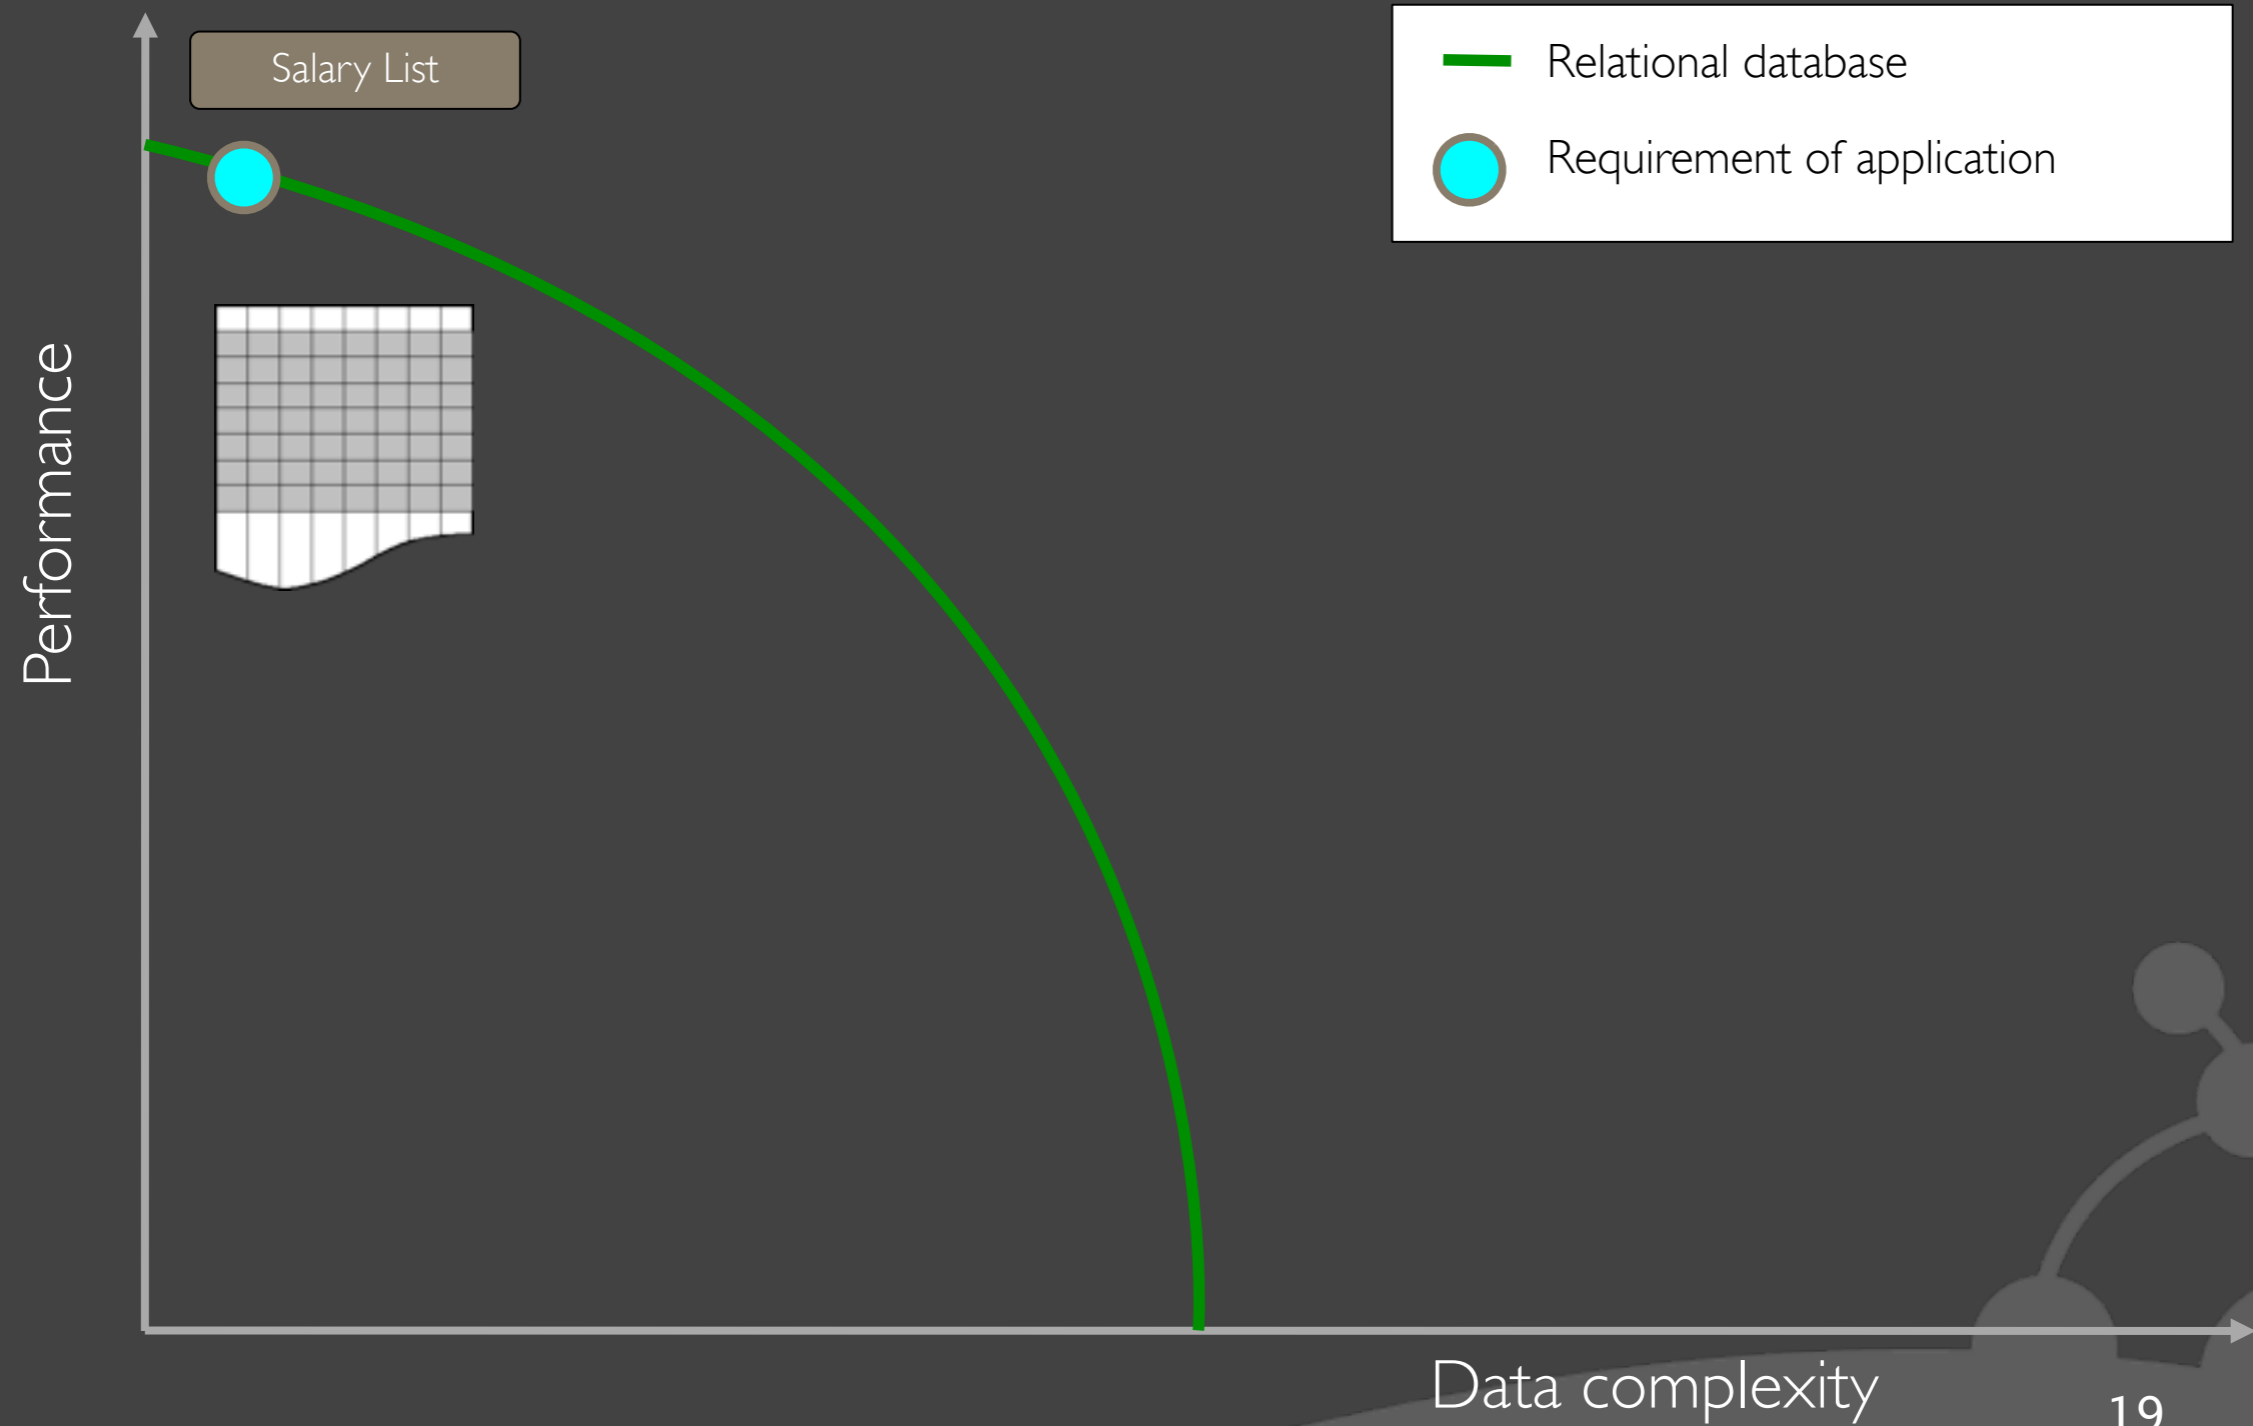 Salary List
Relational database
Requirement of application
Performance
Data complexity
19